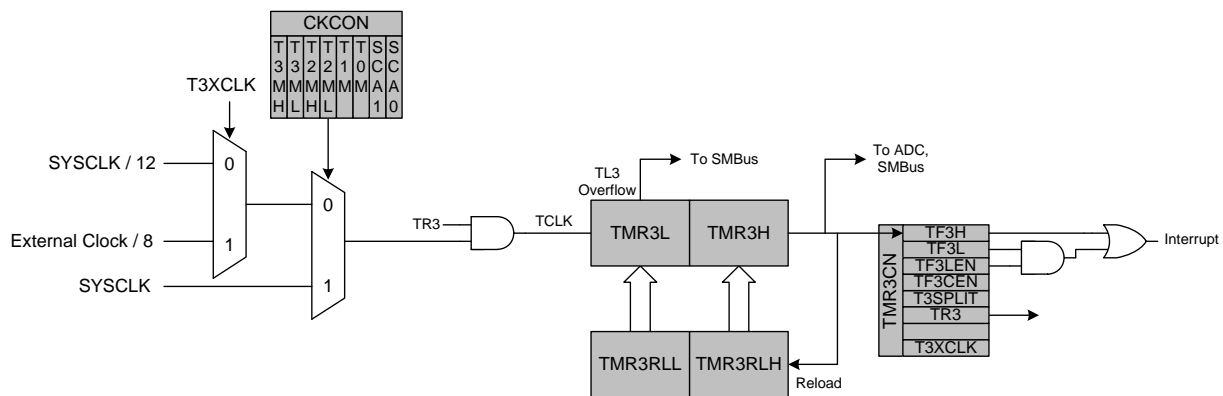 CKCON
T3MH
T3ML
T2MH
T2ML
T1M
T0M
SCA1
SCA0
T3XCLK
SYSCLK / 12
0
1
External Clock / 8
SYSCLK
0
1
TR3
TCLK
TL3
Overflow
To SMBus
To ADC,
SMBus
TMR3L
TMR3H
TMR3RLL
TMR3RLH
Reload
TMR3CN
TF3H
TF3L
TF3LEN
TF3CEN
T3SPLIT
TR3
T3XCLK
Interrupt